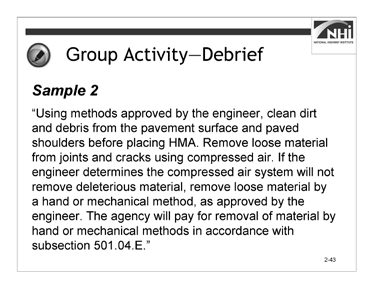 NHI
NATIONAL HIGHWAY INSTITUTE
Group Activity—Debrief
Sample 2
“Using methods approved by the engineer, clean dirt
and debris from the pavement surface and paved
shoulders before placing HMA. Remove loose material
from joints and cracks using compressed air. If the
engineer determines the compressed air system will not
remove deleterious material, remove loose material by
a hand or mechanical method, as approved by the
engineer. The agency will pay for removal of material by
hand or mechanical methods in accordance with
subsection 501.04.E.”
2-43